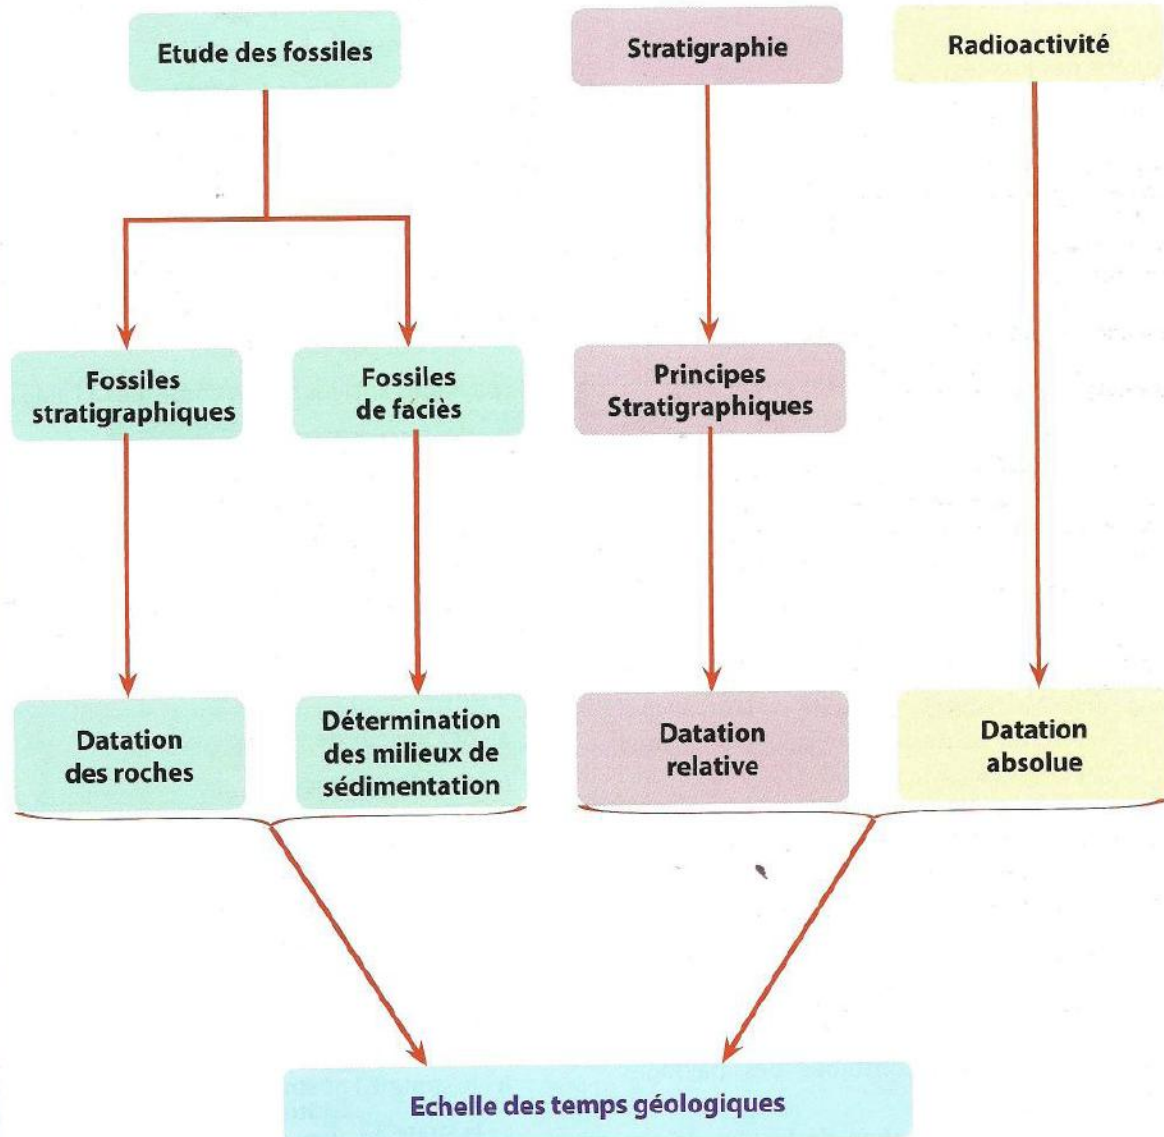 Etude des fossiles
Stratigraphie
Radioactivité
Fossiles
stratigraphiques
Fossiles
de faciès
Principes
Stratigraphiques
Datation
des roches
Détermination
des milieux de
sédimentation
Datation
relative
Datation
absolue
Echelle des temps géologiques